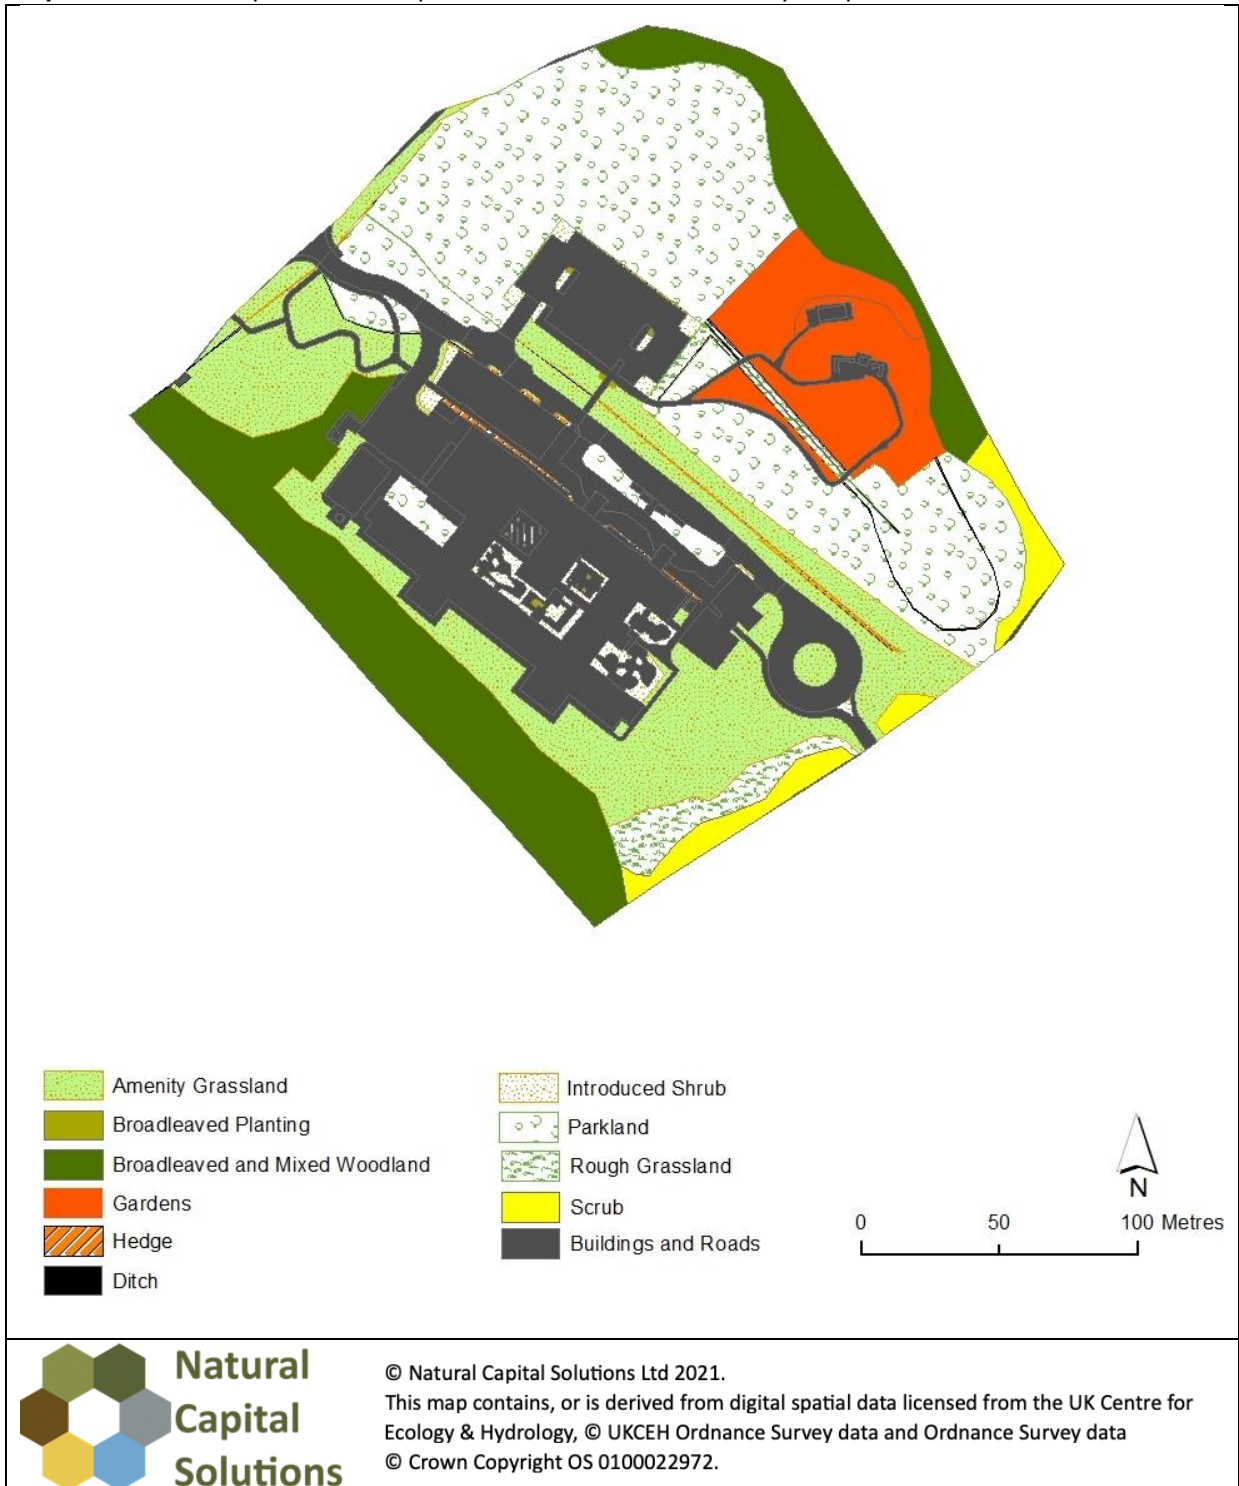 Amenity Grassland
Broadleaved Planting
Broadleaved and Mixed Woodland
Gardens
Hedge
Ditch
Introduced Shrub
Parkland
Rough Grassland
Scrub
Buildings and Roads
N
0 50 100 Metres
Natural
Capital
Solutions
© Natural Capital Solutions Ltd 2021.
This map contains, or is derived from digital spatial data licensed from the UK Centre for
Ecology & Hydrology, © UKCEH Ordnance Survey data and Ordnance Survey data
© Crown Copyright OS 0100022972.